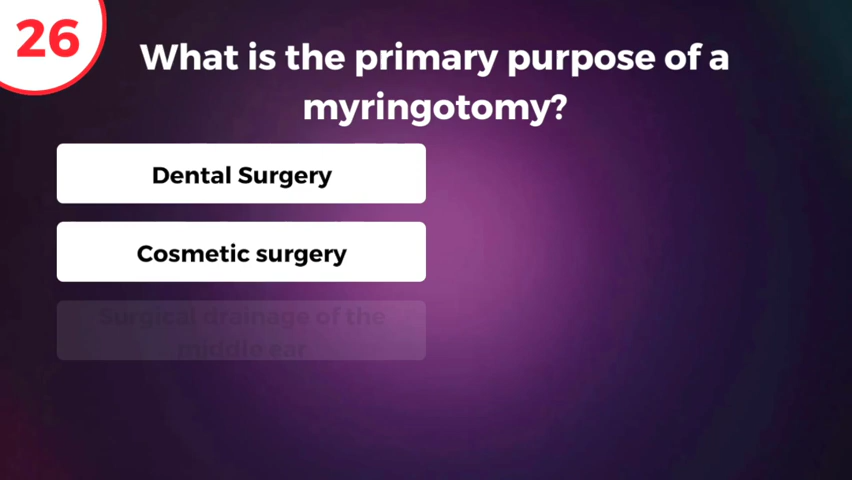 26
What is the primary purpose of a
myringotomy?
Dental Surgery
Cosmetic surgery
Surgical drainage of the
middle ear